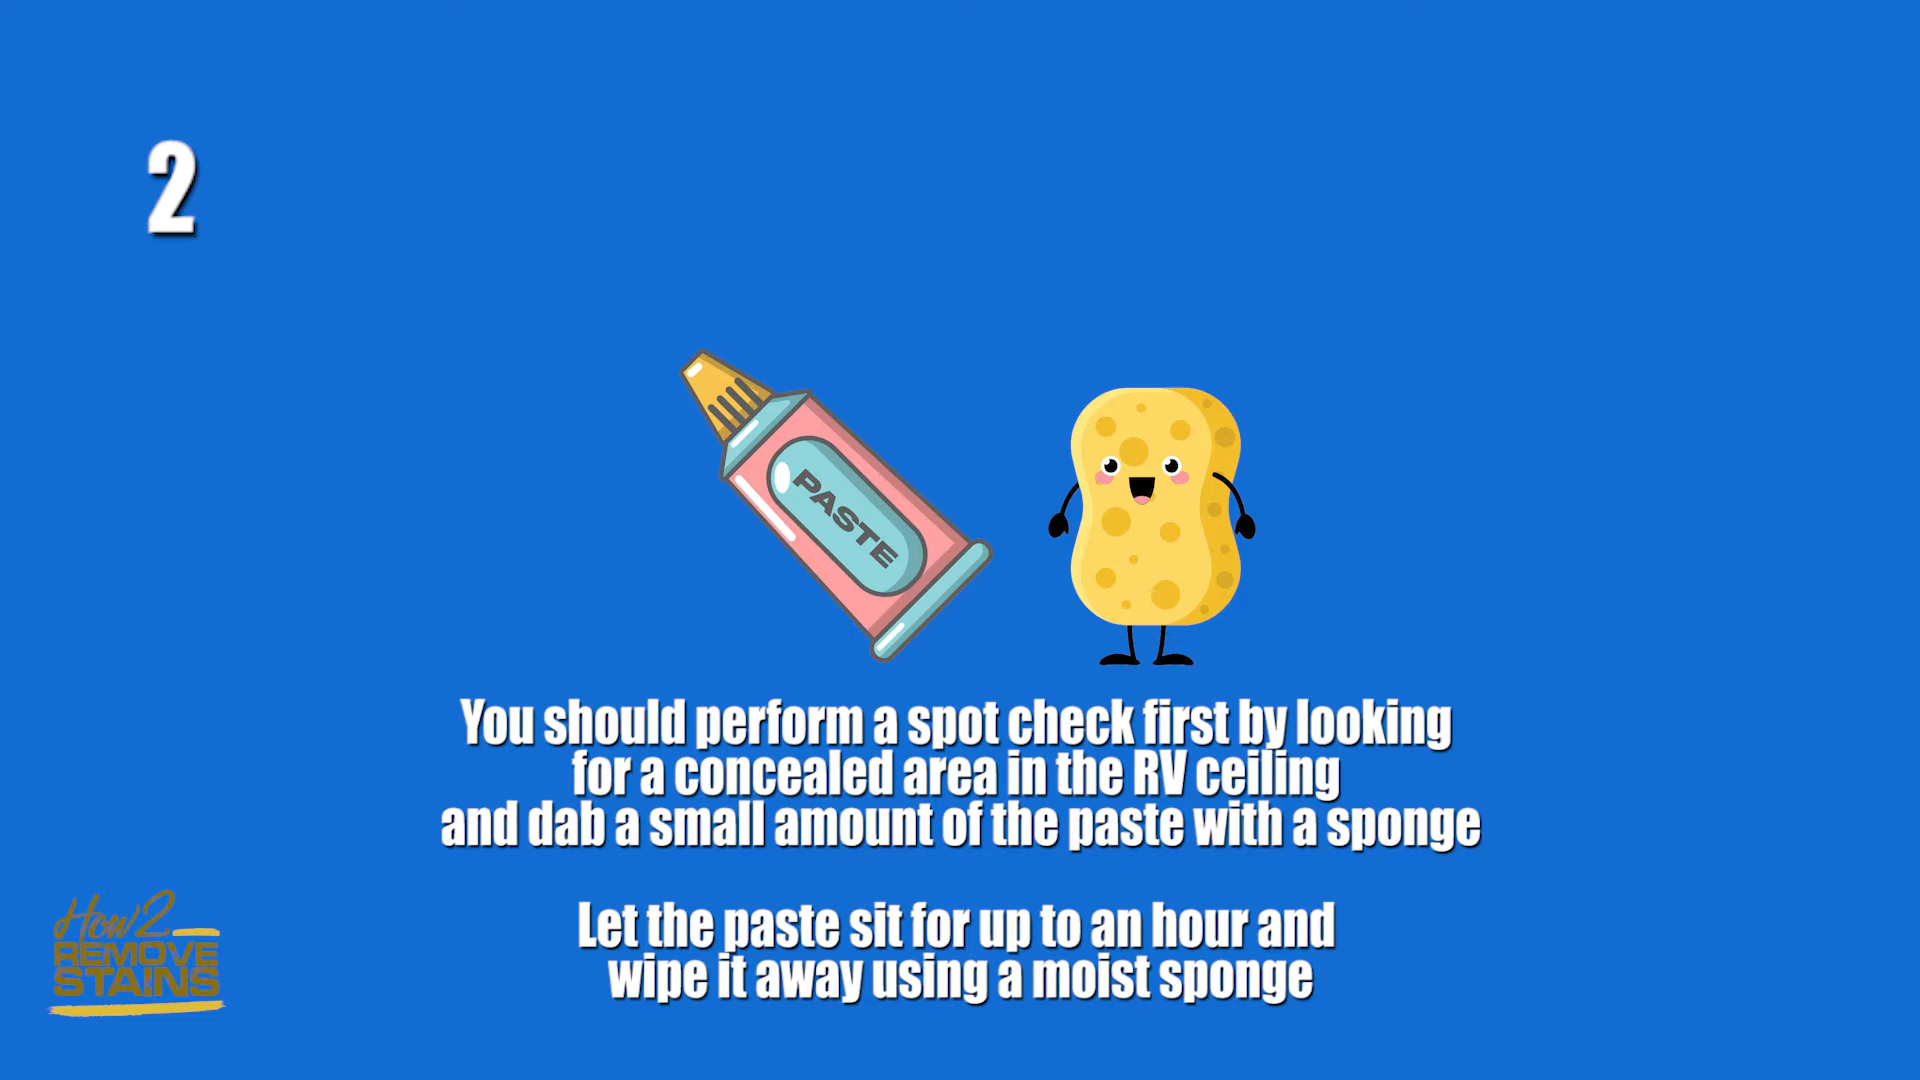 2
PASTE
You should perform a spot check first by looking
for a concealed area in the RV ceiling
and dab a small amount of the paste with a sponge
Let the paste sit for up to an hour and
wipe it away using a moist sponge
How2
REMOVE
STAINS